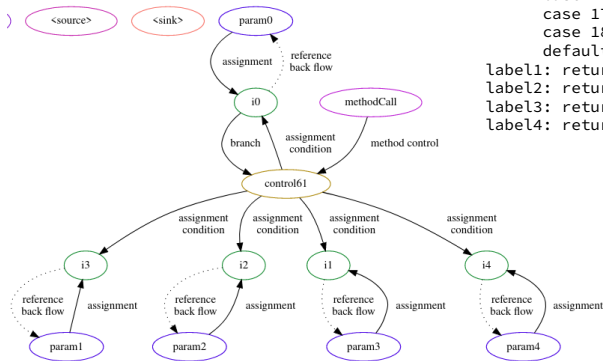 <source>
<sink>
param0
case 17
case 18
default
label1: return
label2: return
label3: return
label4: return
assignment
reference
back flow
i0
methodCall
branch
assignment
condition
method control
control61
assignment
condition
assignment
condition
assignment
condition
assignment
condition
i3
i2
i1
i4
reference
back flow
assignment
reference
back flow
assignment
reference
back flow
assignment
reference
back flow
assignment
param1
param2
param3
param4